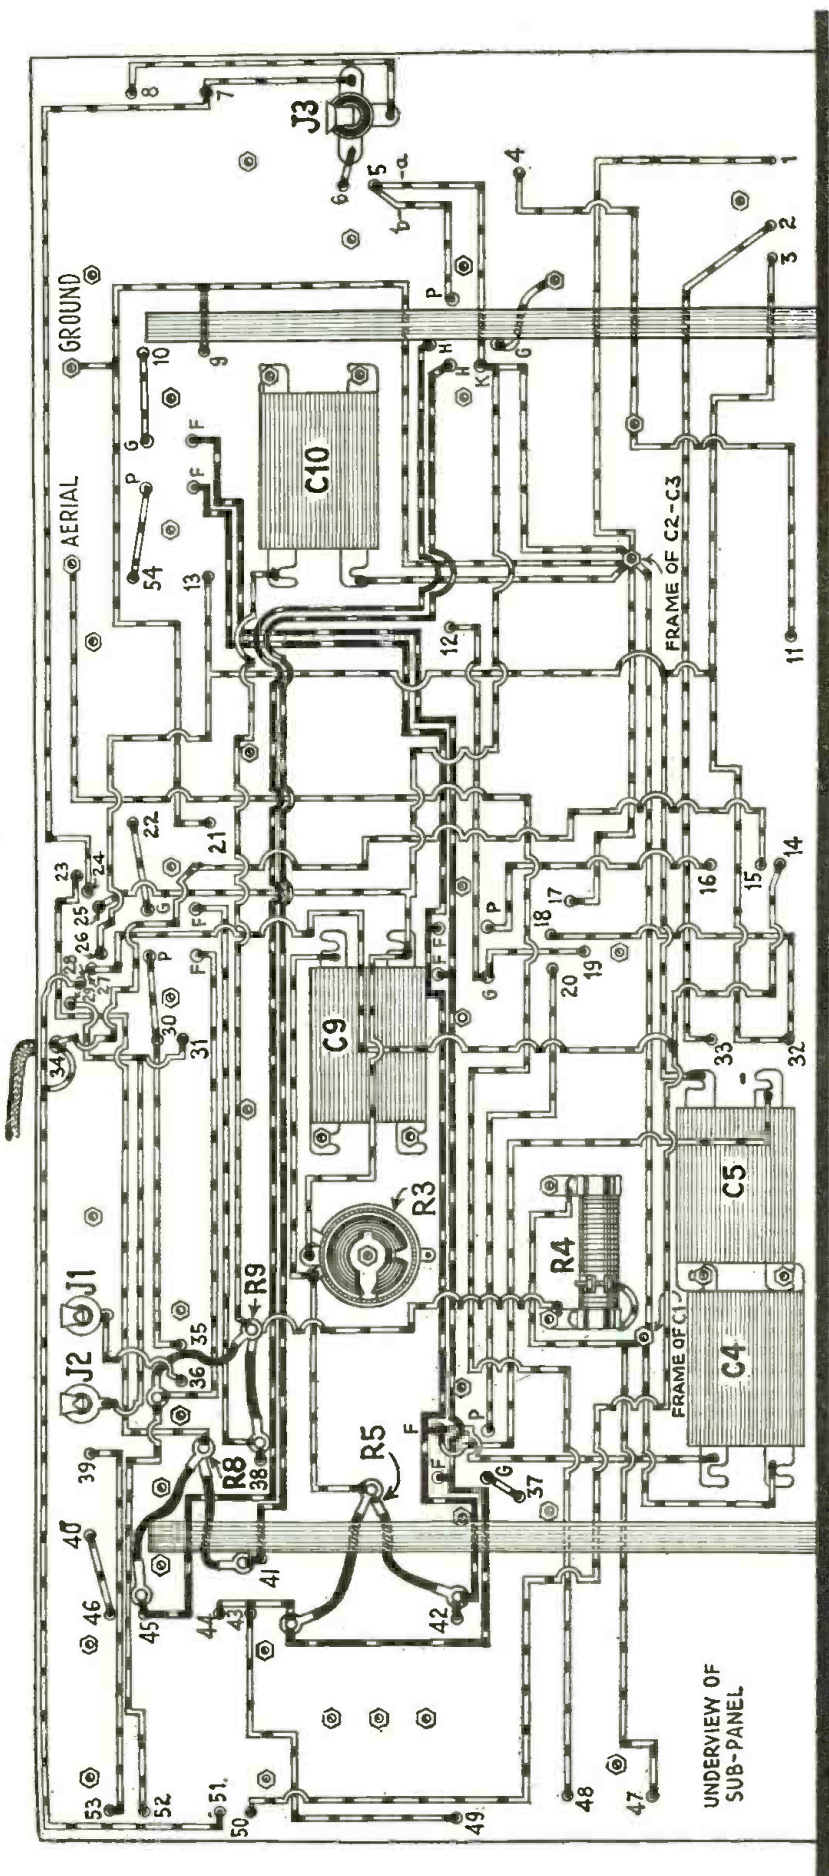 53
52
51
50
49
48
47
46
45
44
43
42
41
40
39
J2
J1
36
35
R8
38
R9
R5
F
F
P
G
37
R3
R4
FRAME OF C1
C4
C5
34
29
28
27
26
25
24
23
30
31
P
G
F
F
22
21
C9
F
F
G
P
20
19
18
17
16
15
14
33
32
AERIAL
GROUND
54
P
G
10
13
F
F
9
C10
12
H
H
K
G
P
FRAME OF C2-C3
11
8
7
J3
6
5
a
b
4
3
2
1
UNDERVIEW OF
SUB-PANEL